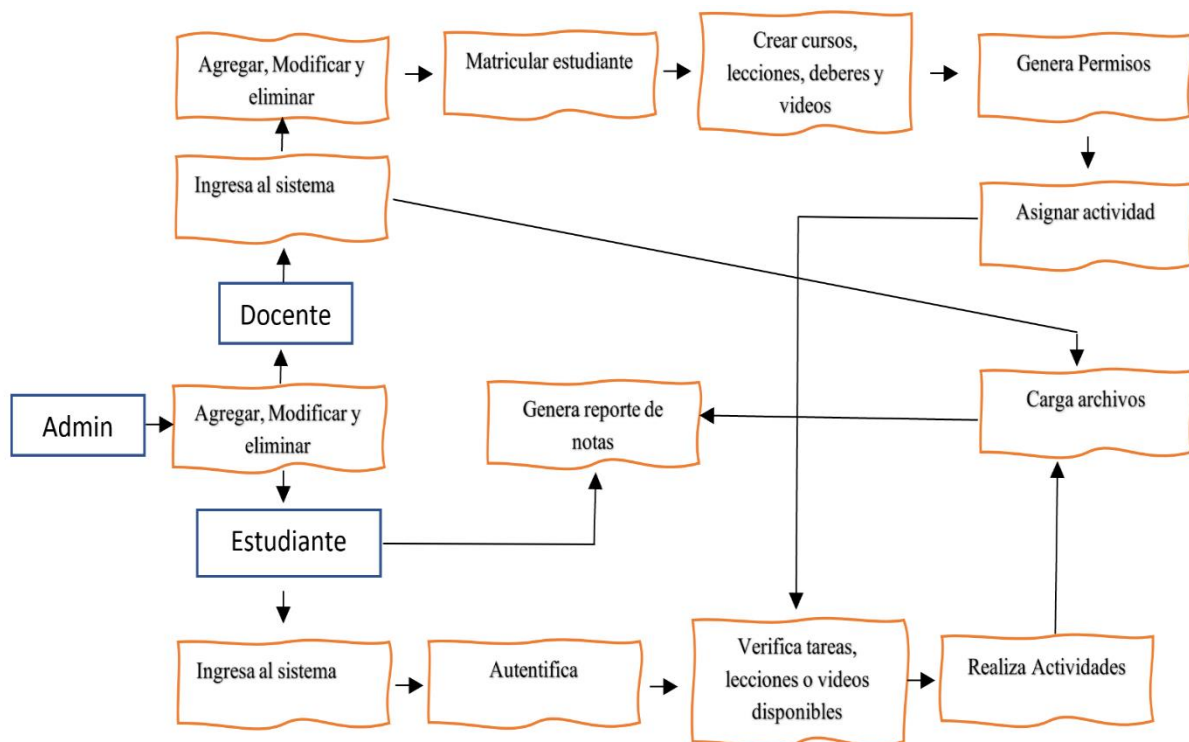 Agregar, Modificar y
eliminar
Matricular estudiante
Crear cursos,
lecciones, deberes y
videos
Genera Permisos
Ingresa al sistema
Asignar actividad
Docente
Admin
Agregar, Modificar y
eliminar
Genera reporte de
notas
Carga archivos
Estudiante
Ingresa al sistema
Autentifica
Verifica tareas,
lecciones o videos
disponibles
Realiza Actividades